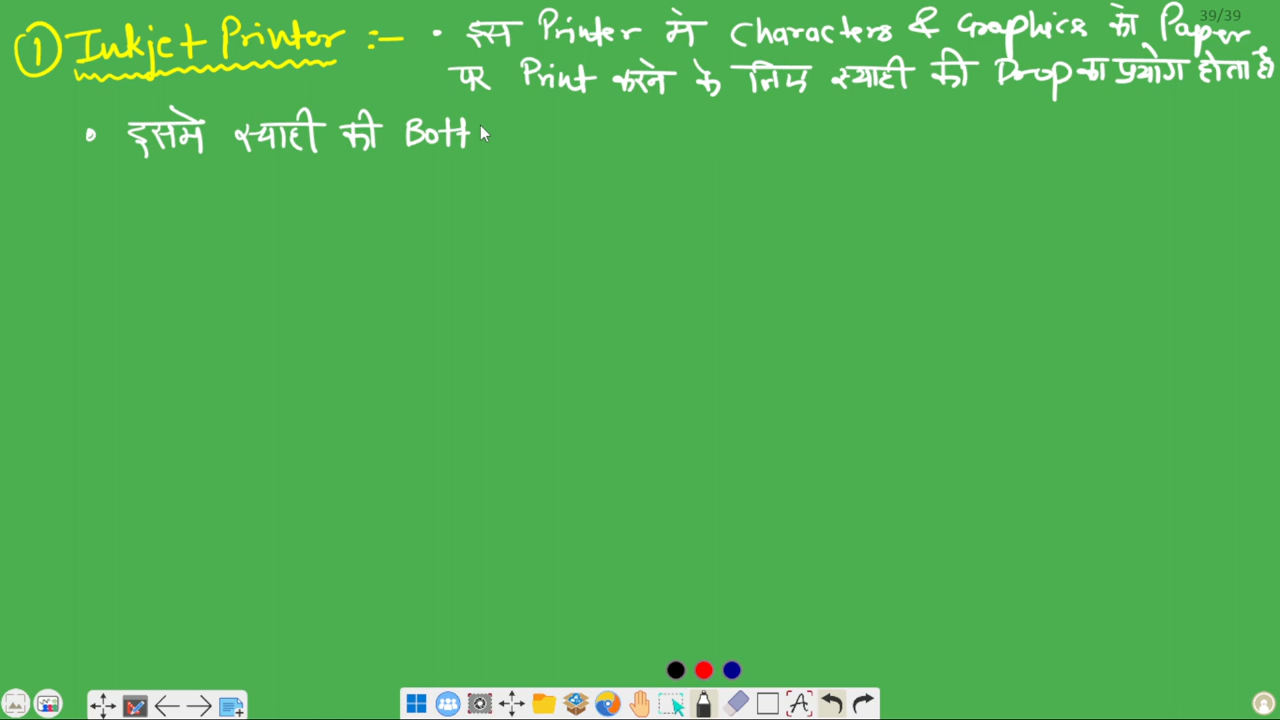 39/39
① Inkjet Printer :- • इस Printer मे Characters & Graphics को Paper
पर Print करने के लिए स्याही की Drop का प्रयोग होता है।
• इसमे स्याही की Bott